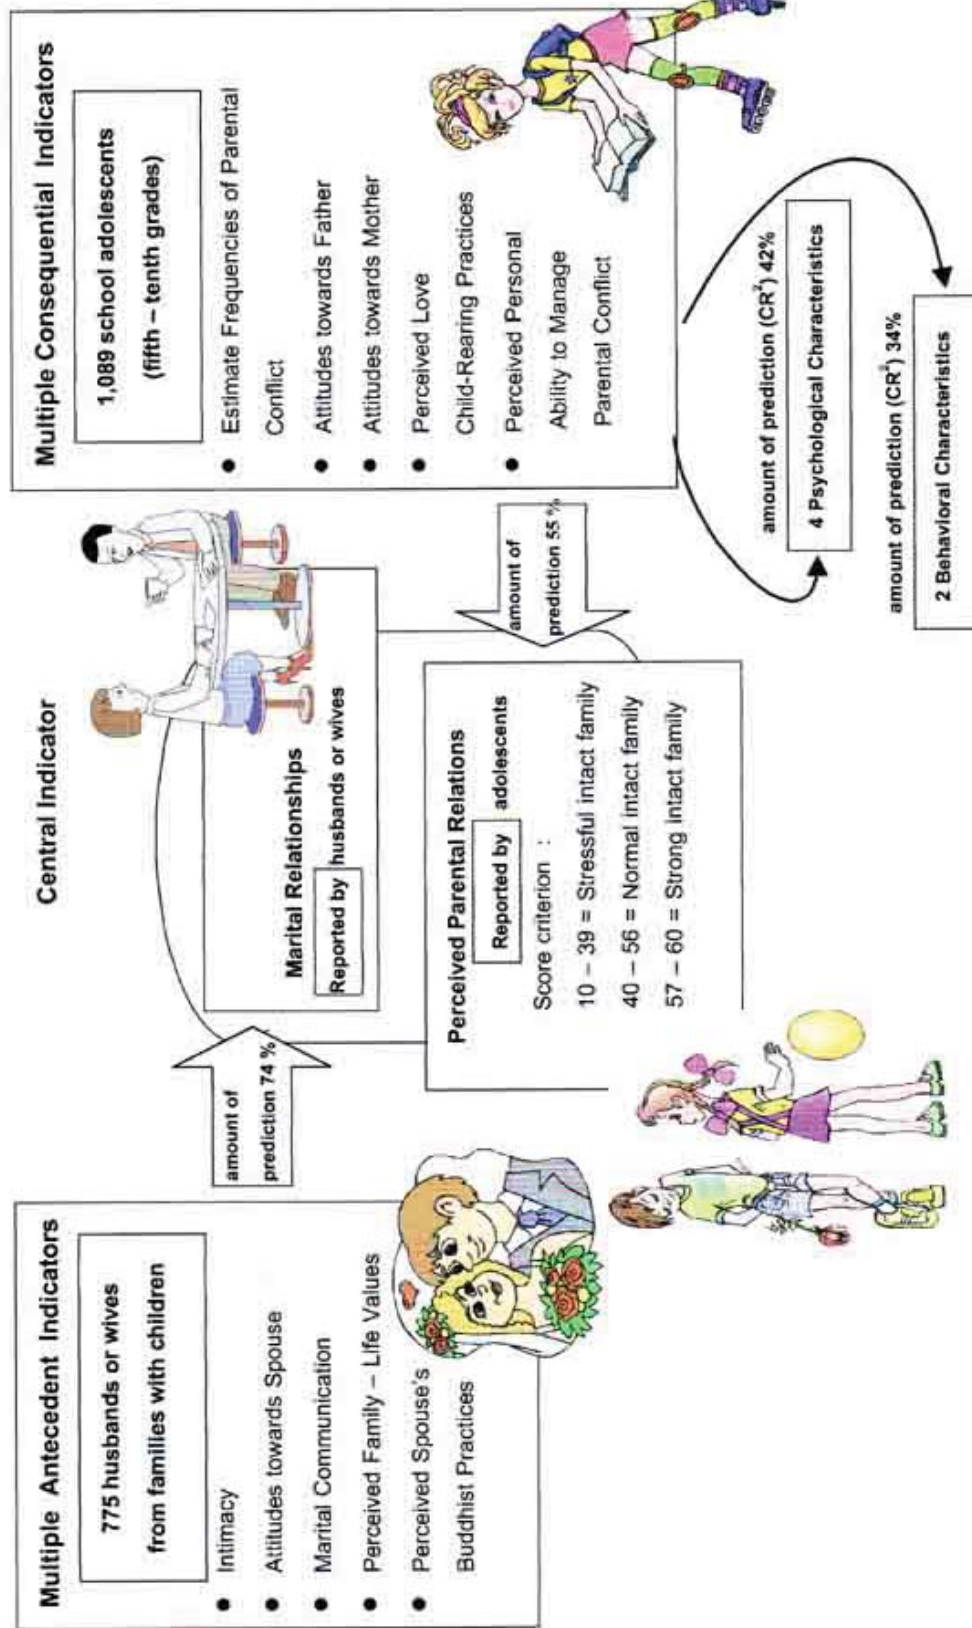 Multiple Antecedent Indicators
775 husbands or wives
from families with children
● Intimacy
● Attitudes towards Spouse
● Marital Communication
● Perceived Family – Life Values
● Perceived Spouse's
Buddhist Practices
amount of
prediction 74 %
Central Indicator
Marital Relationships
Reported by husbands or wives
Perceived Parental Relations
Reported by adolescents
Score criterion :
10 – 39 = Stressful intact family
40 – 56 = Normal intact family
57 – 60 = Strong intact family
amount of
prediction 55 %
Multiple Consequential Indicators
1,089 school adolescents
(fifth – tenth grades)
● Estimate Frequencies of Parental
Conflict
● Attitudes towards Father
● Attitudes towards Mother
● Perceived Love
Child-Rearing Practices
● Perceived Personal
Ability to Manage
Parental Conflict
amount of prediction (CR²) 42%
4 Psychological Characteristics
amount of prediction (CR²) 34%
2 Behavioral Characteristics